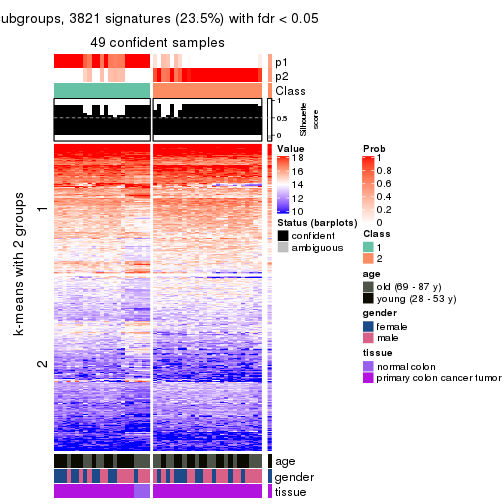 ubgroups, 3821 signatures (23.5%) with fdr < 0.05
49 confident samples
p1
p2
Class
1
0.5
0
Silhouette
score
k-means with 2 groups
1
2
Value
18
16
14
12
10
Status (barplots)
confident
ambiguous
Prob
1
0.8
0.6
0.4
0.2
0
Class
1
2
age
old (69 - 87 y)
young (28 - 53 y)
gender
female
male
tissue
normal colon
primary colon cancer tumor
age
gender
tissue